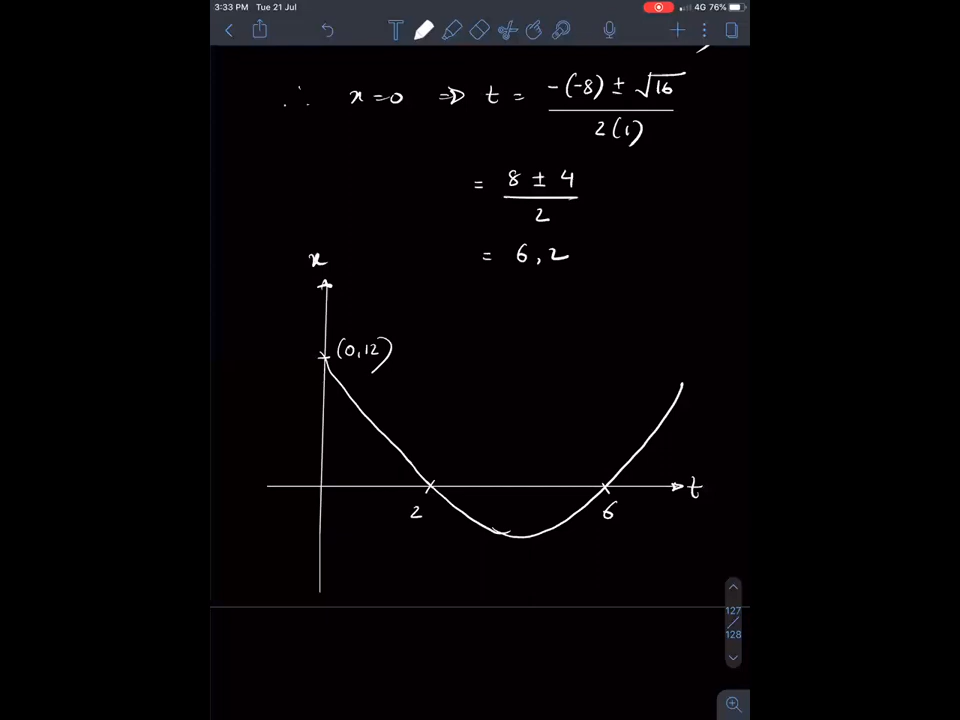 3:33 PM Tue 21 Jul 4G 76%
∴ x=0 ⇒ t = -(-8) ± √16 / 2(1)
= 8 ± 4 / 2
= 6, 2
x
(0,12)
t
2 6
127
128